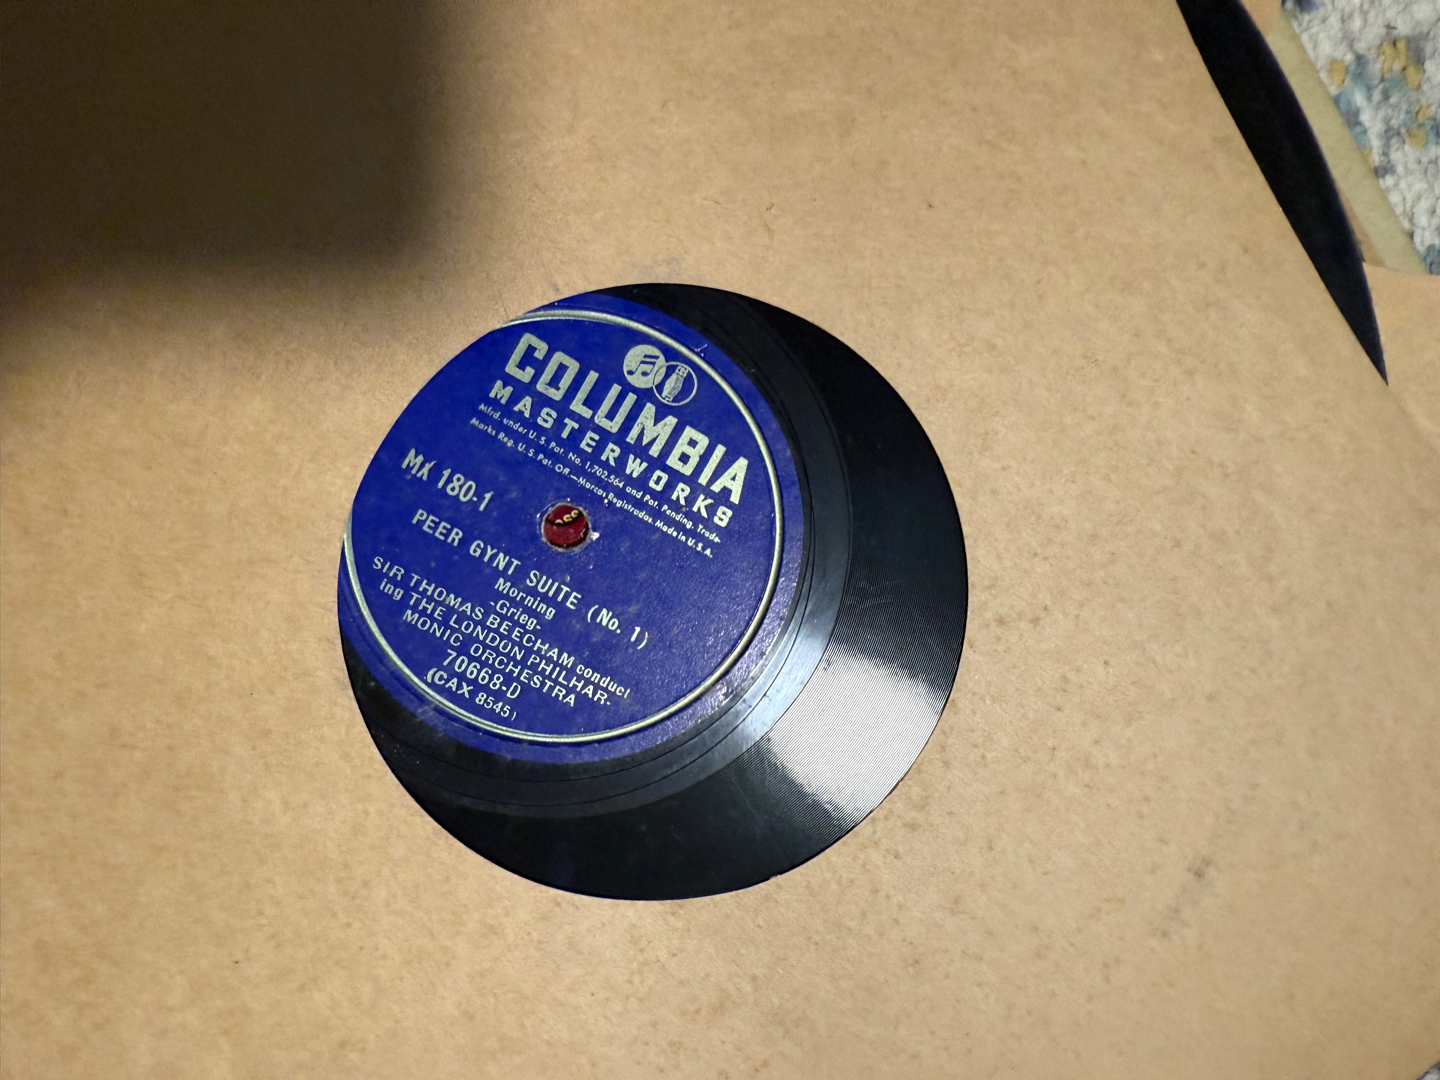 COLUMBIA
MASTERWORKS
Mfrd. under U. S. Pat. No. 1,702,564 and Pat. Pending. Trade-
Marks Reg. U. S. Pat. Off.—Marcas Registradas. Made in U. S. A.
MX 180-1
PEER GYNT SUITE (No. 1)
Morning
-Grieg-
SIR THOMAS BEECHAM conduct
ing THE LONDON PHILHAR-
MONIC ORCHESTRA
70668-D
(CAX 8545)